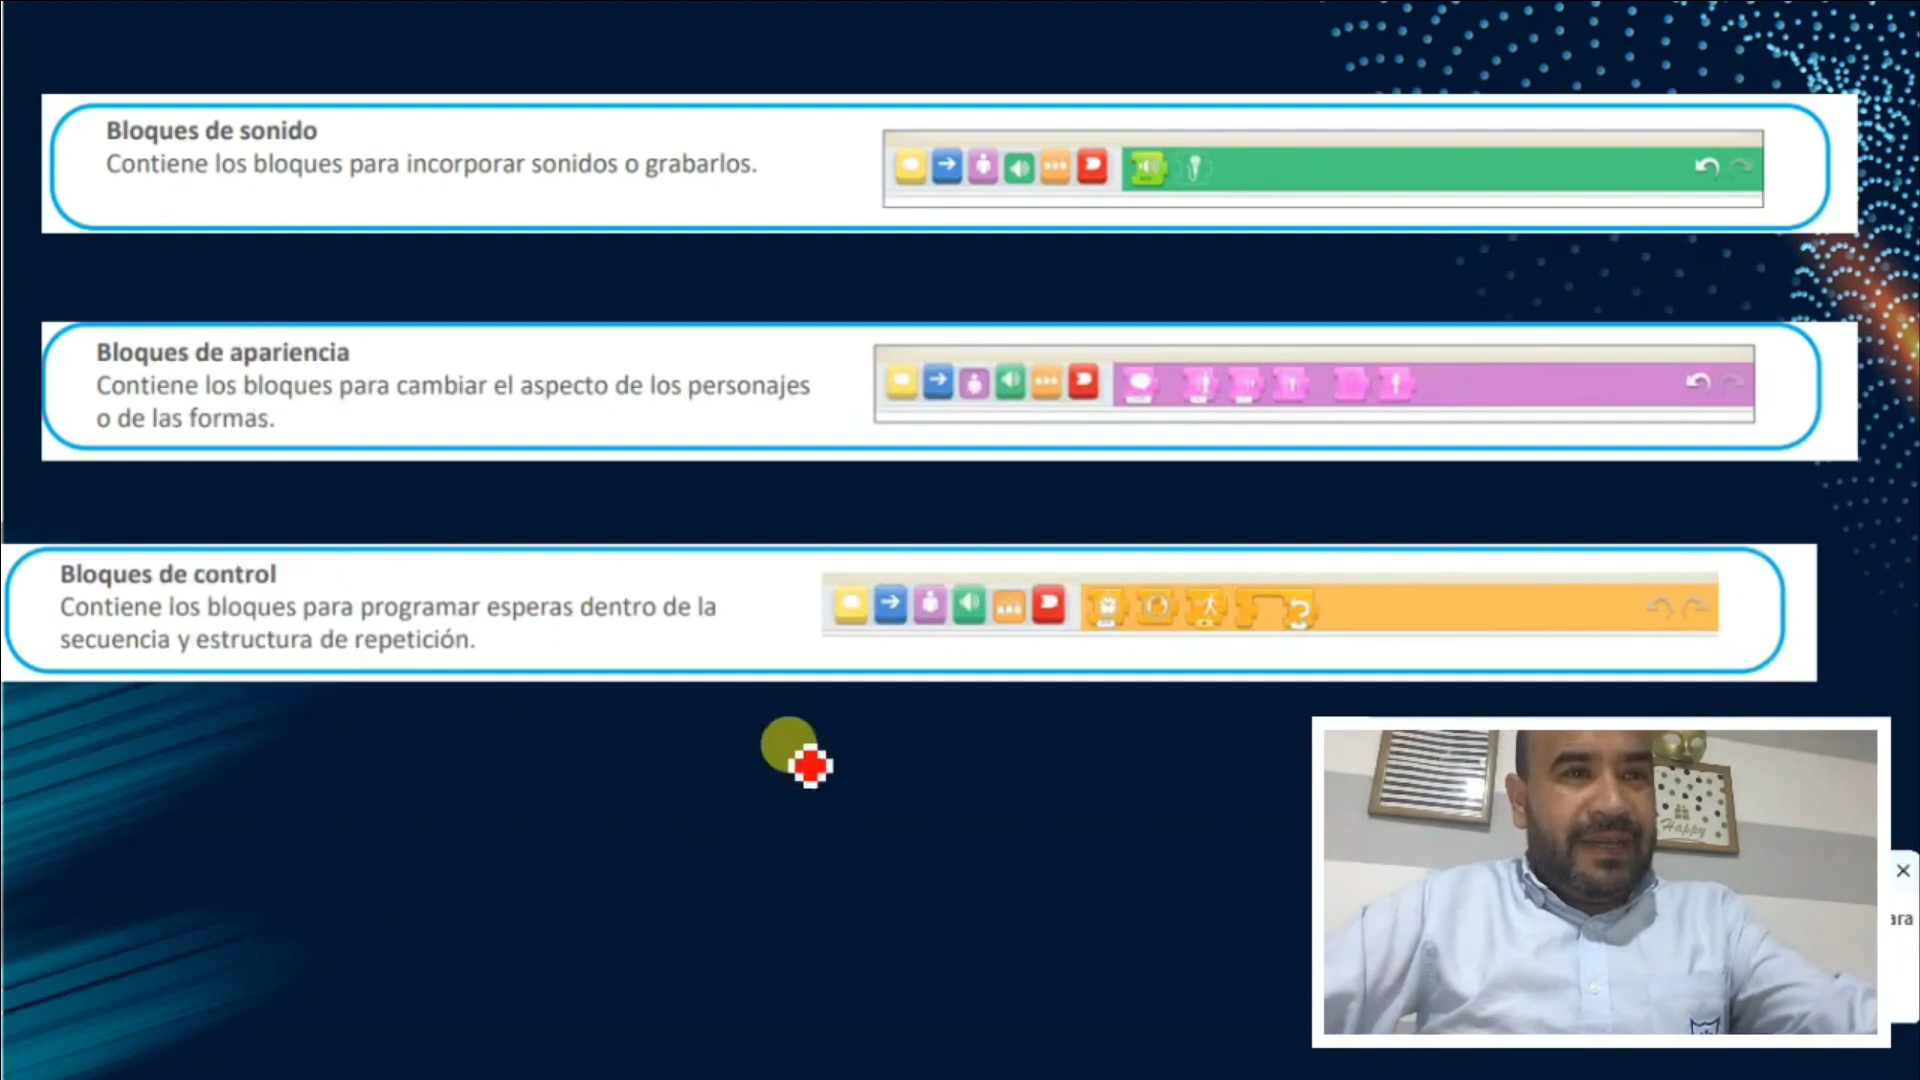 Bloques de sonido
Contiene los bloques para incorporar sonidos o grabarlos.
Bloques de apariencia
Contiene los bloques para cambiar el aspecto de los personajes
o de las formas.
Bloques de control
Contiene los bloques para programar esperas dentro de la
secuencia y estructura de repetición.
Happy
ara